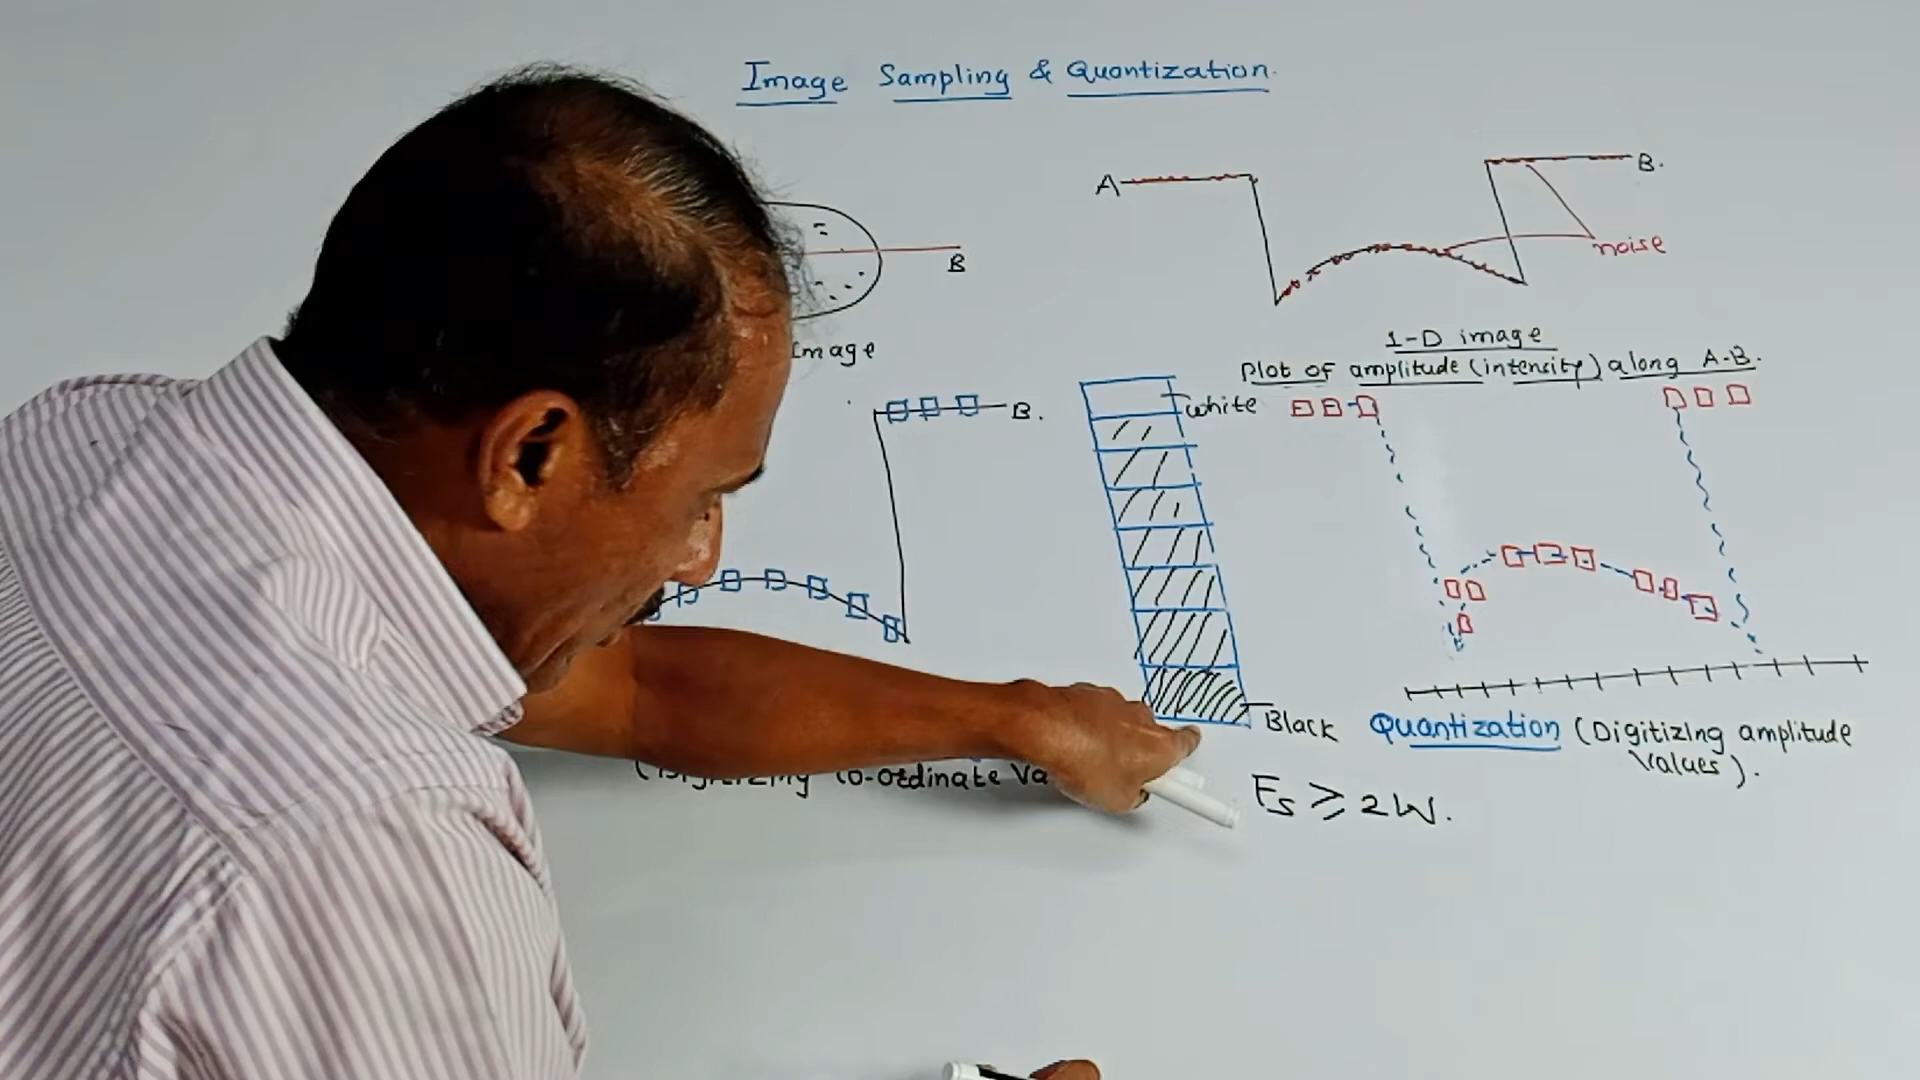 Image Sampling & Quantization.
A
B.
noise
B
Image
1-D image
Plot of amplitude (intensity) along A-B.
B.
white
Black
Quantization (Digitizing amplitude
Values).
(Digitizing Co-ordinate Va
Fs ≥ 2W.